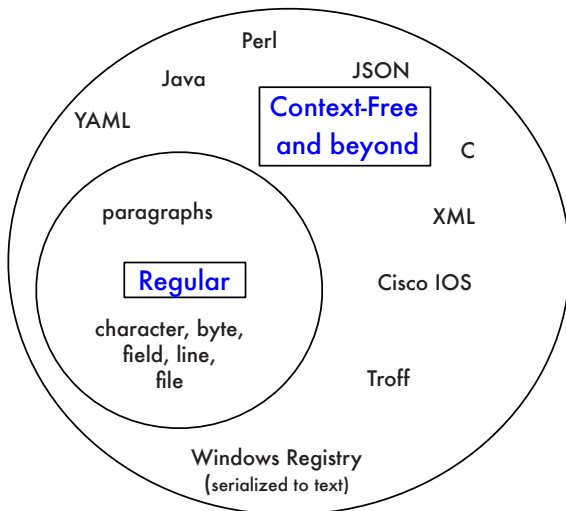 Perl
Java
JSON
YAML
Context-Free
and beyond
C
paragraphs
XML
Regular
Cisco IOS
character, byte,
field, line,
file
Troff
Windows Registry
(serialized to text)